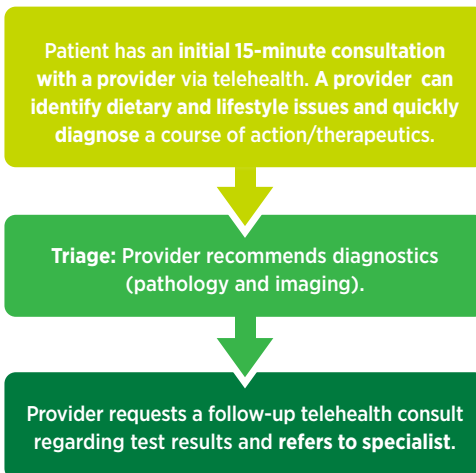 Patient has an initial 15-minute consultation
with a provider via telehealth. A provider can
identify dietary and lifestyle issues and quickly
diagnose a course of action/therapeutics.
Triage: Provider recommends diagnostics
(pathology and imaging).
Provider requests a follow-up telehealth consult
regarding test results and refers to specialist.